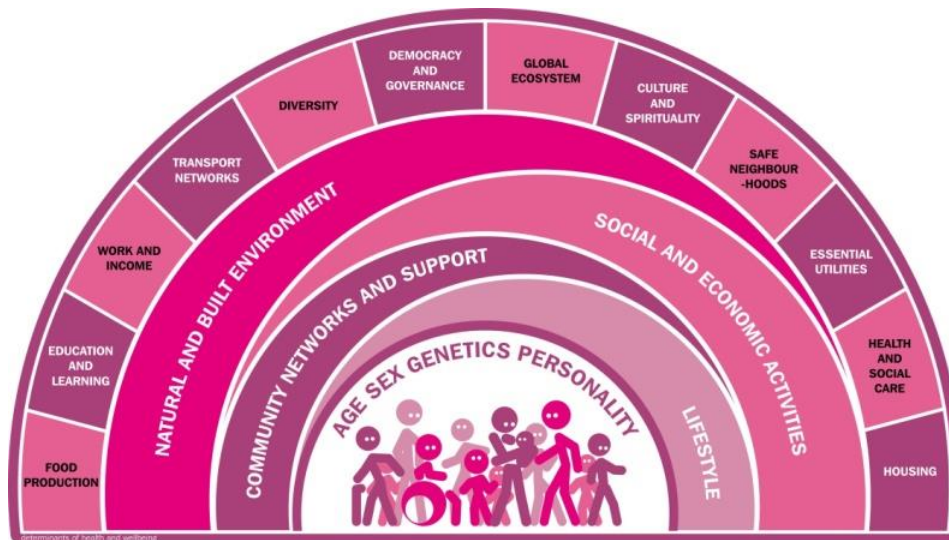 FOOD
PRODUCTION
EDUCATION
AND
LEARNING
WORK AND
INCOME
TRANSPORT
NETWORKS
DIVERSITY
DEMOCRACY
AND
GOVERNANCE
GLOBAL
ECOSYSTEM
CULTURE
AND
SPIRITUALITY
SAFE
NEIGHBOUR
-HOODS
ESSENTIAL
UTILITIES
HEALTH
AND
SOCIAL
CARE
HOUSING
NATURAL AND BUILT ENVIRONMENT
SOCIAL AND ECONOMIC ACTIVITIES
COMMUNITY NETWORKS AND SUPPORT
LIFESTYLE
AGE SEX GENETICS PERSONALITY
determinants of health and wellbeing